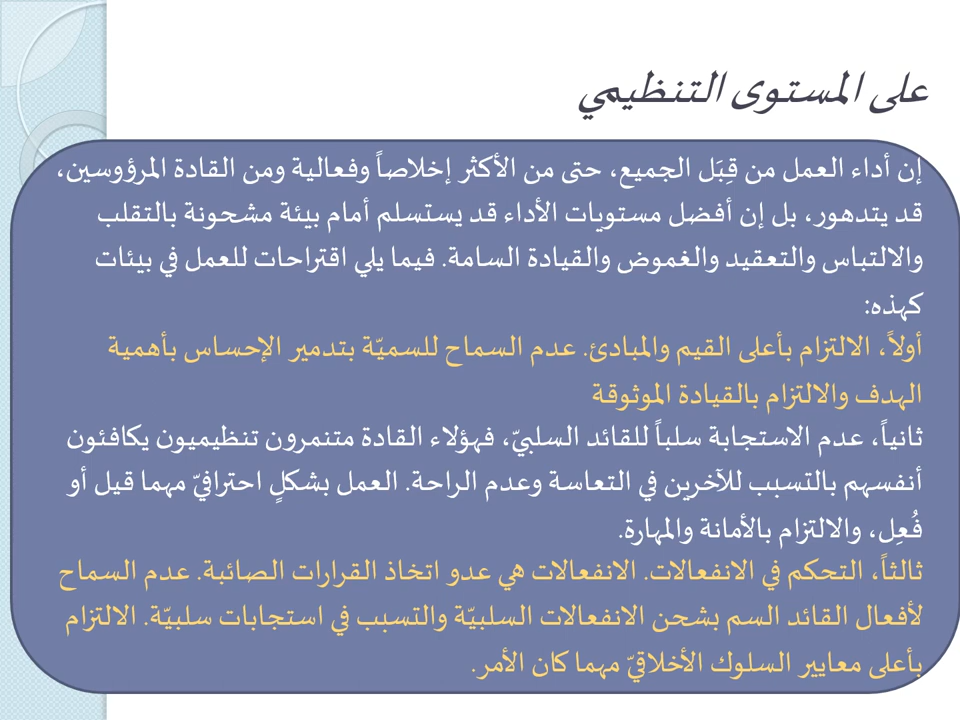 على المستوى التنظيمي
إن أداء العمل من قِبَل الجميع، حتى من الأكثر إخلاصاً وفعالية ومن القادة المرؤوسين،
قد يتدهور، بل إن أفضل مستويات الأداء قد يستسلم أمام بيئة مشحونة بالتقلب
والالتباس والتعقيد والغموض والقيادة السامة. فيما يلي اقتراحات للعمل في بيئات
كهذه:
أولاً، الالتزام بأعلى القيم والمبادئ. عدم السماح للسميّة بتدمير الإحساس بأهمية
الهدف والالتزام بالقيادة الموثوقة
ثانياً، عدم الاستجابة سلباً للقائد السلبيّ، فهؤلاء القادة متنمرون تنظيميون يكافئون
أنفسهم بالتسبب للآخرين في التعاسة وعدم الراحة. العمل بشكلٍ احترافيّ مهما قيل أو
فُعِل، والالتزام بالأمانة والمهارة.
ثالثاً، التحكم في الانفعالات. الانفعالات هي عدو اتخاذ القرارات الصائبة. عدم السماح
لأفعال القائد السم بشحن الانفعالات السلبيّة والتسبب في استجابات سلبيّة. الالتزام
بأعلى معايير السلوك الأخلاقيّ مهما كان الأمر.